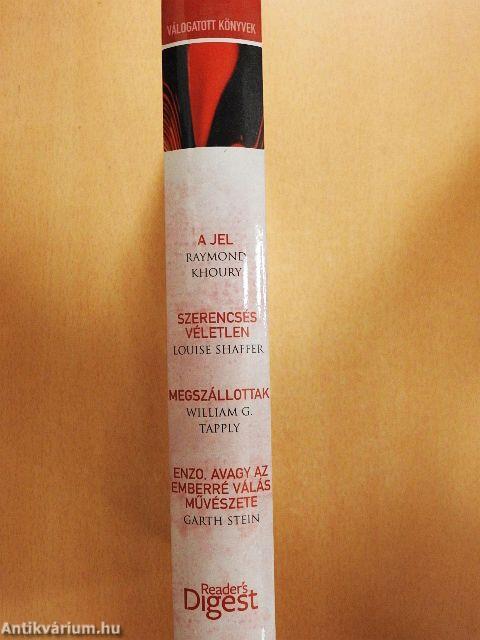 VÁLOGATOTT KÖNYVEK
A JEL
RAYMOND
KHOURY
SZERENCSÉS
VÉLETLEN
LOUISE SHAFFER
MEGSZÁLLOTTAK
WILLIAM G.
TAPPLY
ENZO, AVAGY AZ
EMBERRÉ VÁLÁS
MŰVÉSZETE
GARTH STEIN
Reader's
Digest
Antikvárium.hu